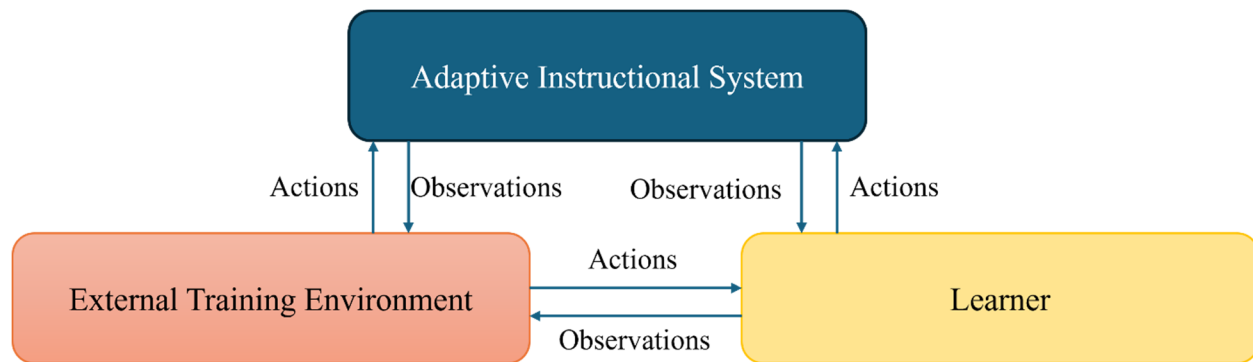 Adaptive Instructional System
Actions
Observations
Observations
Actions
External Training Environment
Actions
Observations
Learner